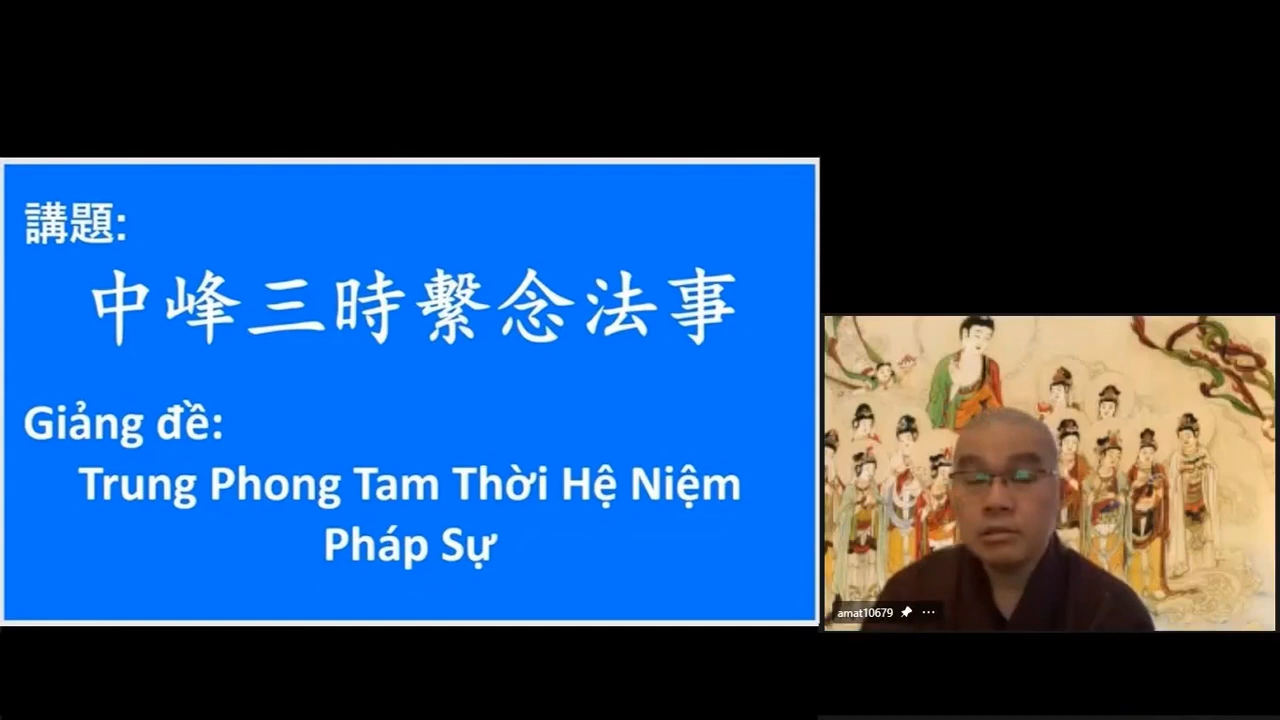 講題:
中峰三時繫念法事
Giảng đề:
Trung Phong Tam Thời Hệ Niệm
Pháp Sự
amat10679